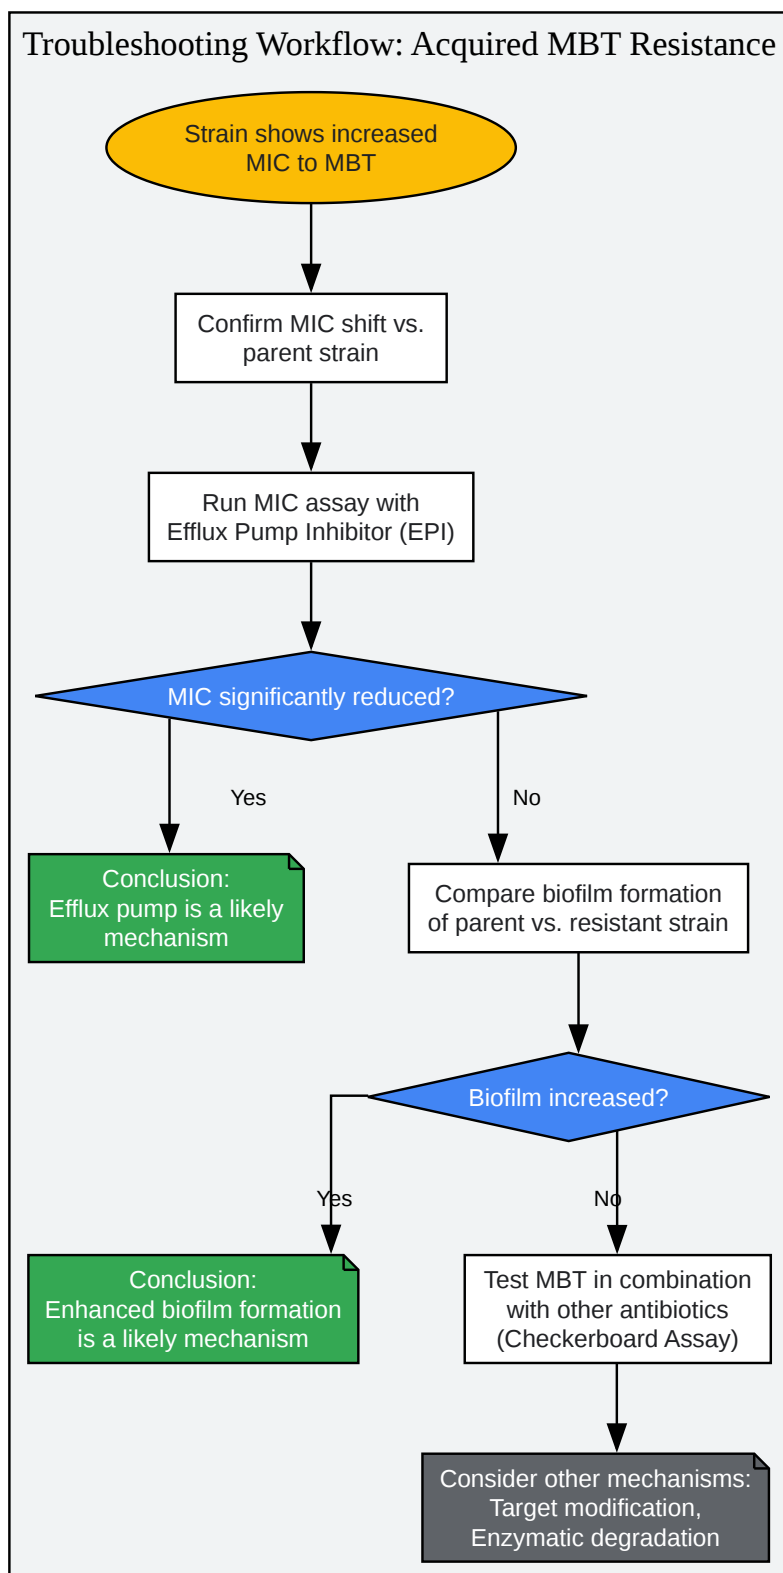 Troubleshooting Workflow: Acquired MBT Resistance
Strain shows increased
MIC to MBT
Confirm MIC shift vs.
parent strain
Run MIC assay with
Efflux Pump Inhibitor (EPI)
MIC significantly reduced?
Yes
No
Conclusion:
Efflux pump is a likely
mechanism
Compare biofilm formation
of parent vs. resistant strain
Biofilm increased?
Yes
No
Conclusion:
Enhanced biofilm formation
is a likely mechanism
Test MBT in combination
with other antibiotics
(Checkerboard Assay)
Consider other mechanisms:
Target modification,
Enzymatic degradation